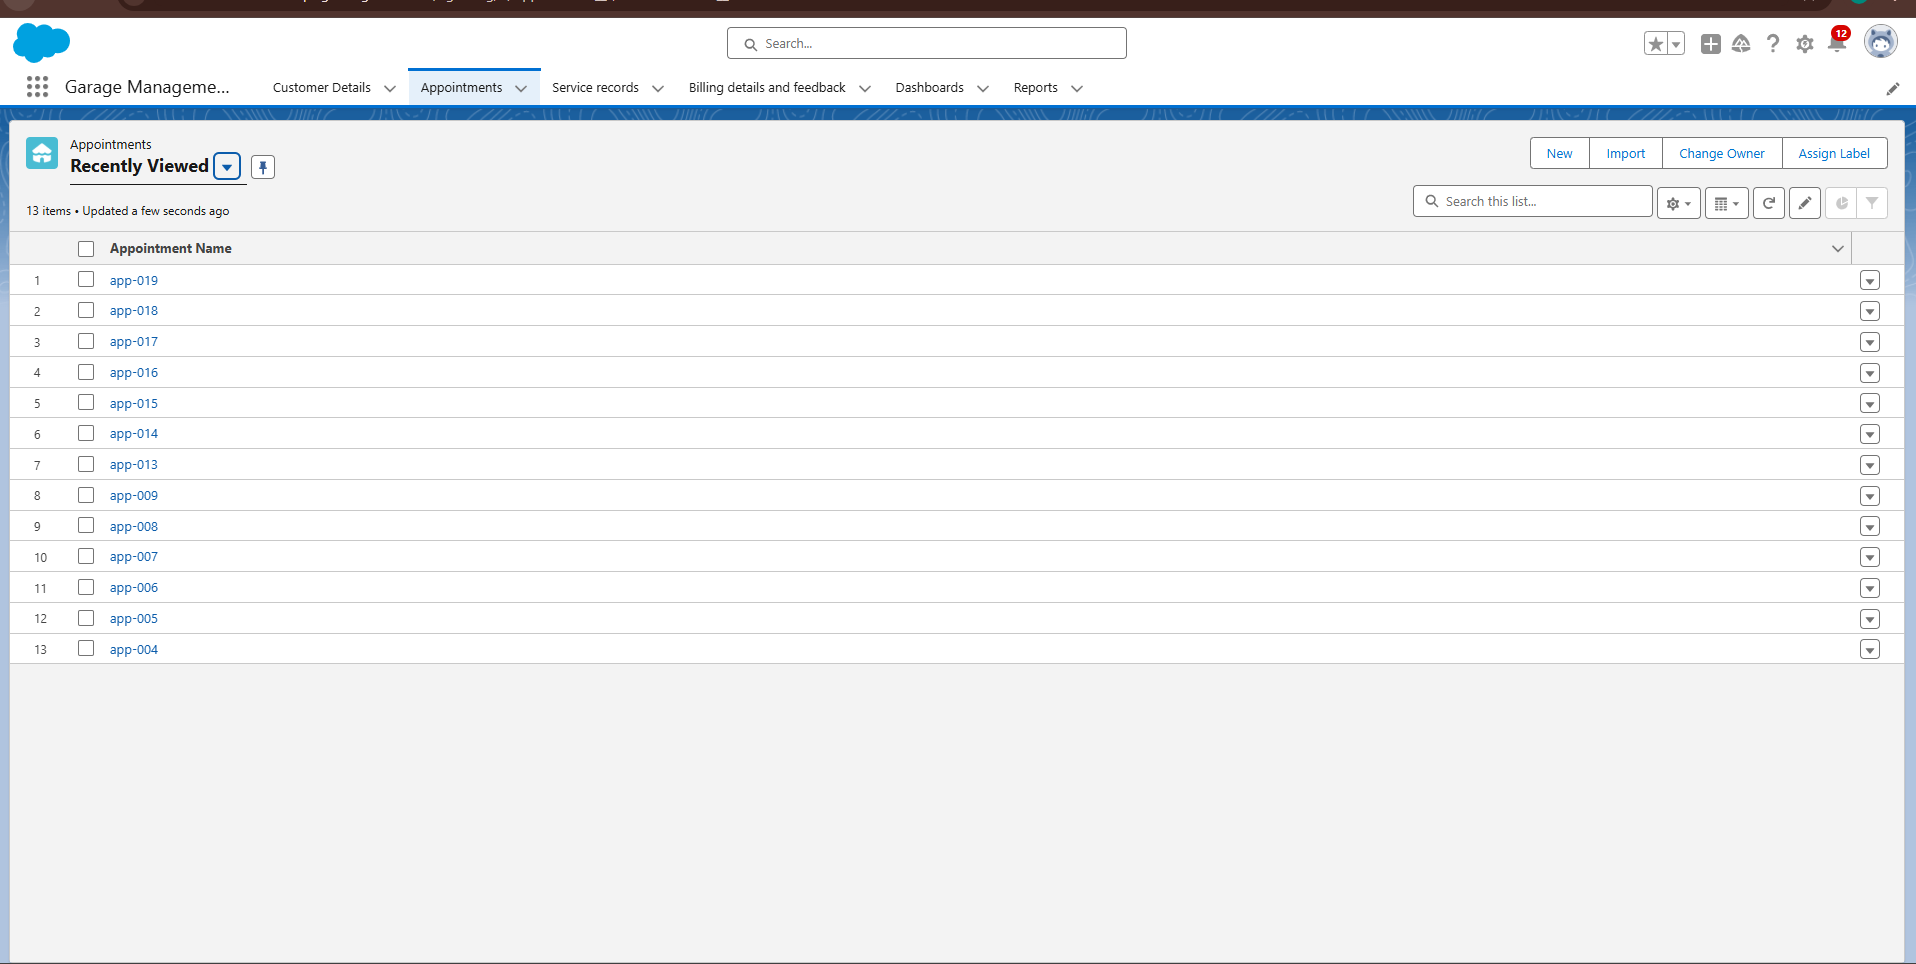 Search...
12
Garage Manageme...
Customer Details
Appointments
Service records
Billing details and feedback
Dashboards
Reports
Appointments
Recently Viewed
New
Import
Change Owner
Assign Label
13 items • Updated a few seconds ago
Search this list...
Appointment Name
1 app-019
2 app-018
3 app-017
4 app-016
5 app-015
6 app-014
7 app-013
8 app-009
9 app-008
10 app-007
11 app-006
12 app-005
13 app-004